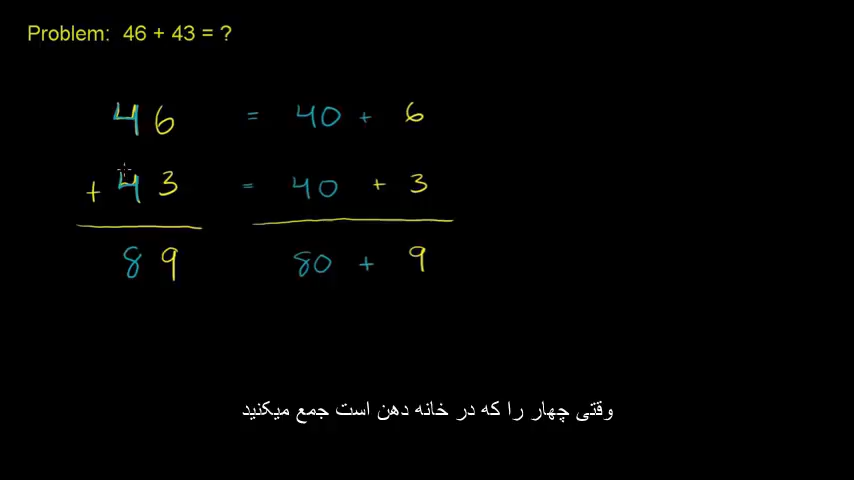 Problem: 46 + 43 = ?
46 = 40 + 6
+ 43 = 40 + 3
89 80 + 9
وقتی چهار را که در خانه دهن است جمع میکنید